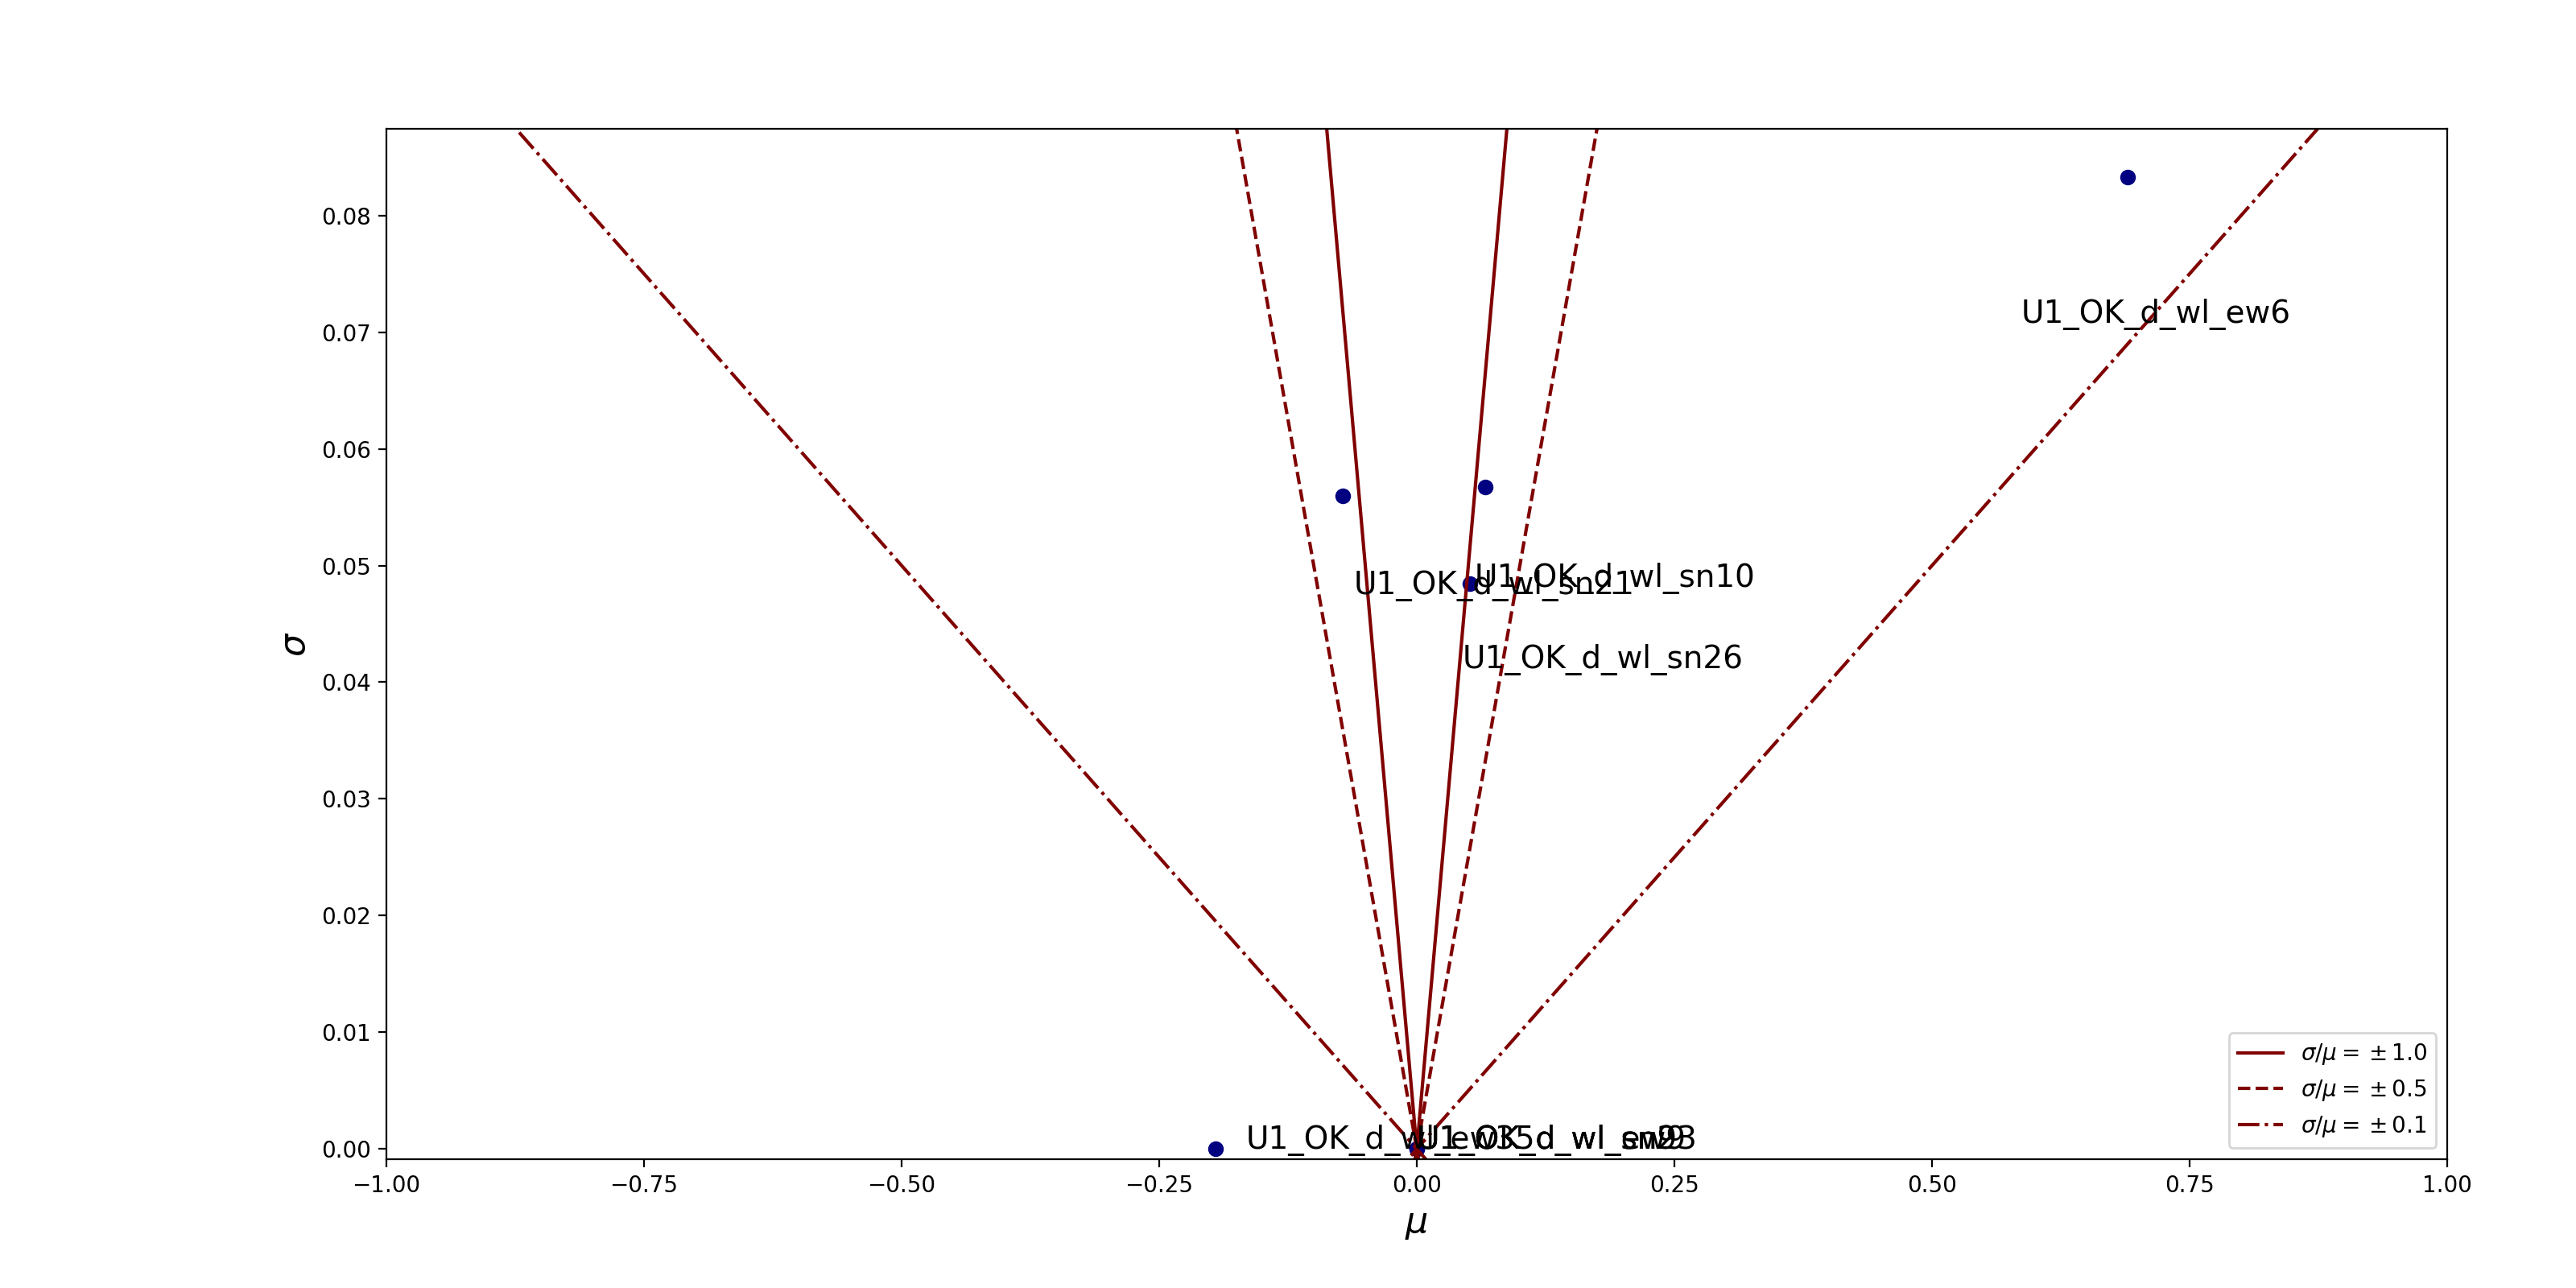 σ
0.08
0.07
0.06
0.05
0.04
0.03
0.02
0.01
0.00
U1_OK_d_wl_ew6
U1_OK_d_wl_sn10
U1_OK_d_wl_sn21
U1_OK_d_wl_sn26
U1_OK_d_wl_ew35
−1.00 −0.75 −0.50 −0.25 0.00 0.25 0.50 0.75 1.00
μ
σ/μ = ±1.0
σ/μ = ±0.5
σ/μ = ±0.1